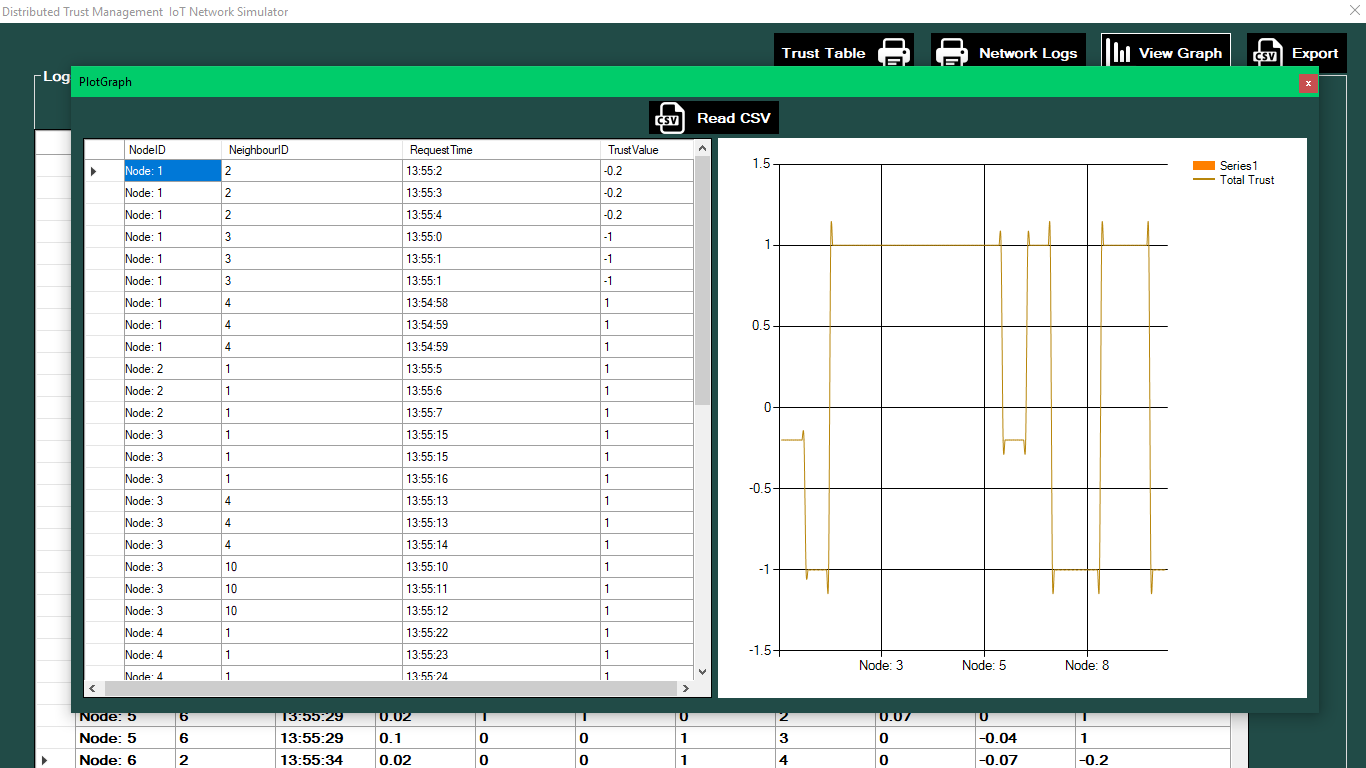 Distributed Trust Management IoT Network Simulator
Trust Table Network Logs View Graph CSV Export
Log
PlotGraph x
CSV Read CSV
NodeID NeighbourID RequestTime TrustValue
Node: 1 2 13:55:2 -0.2
Node: 1 2 13:55:3 -0.2
Node: 1 2 13:55:4 -0.2
Node: 1 3 13:55:0 -1
Node: 1 3 13:55:1 -1
Node: 1 3 13:55:1 -1
Node: 1 4 13:54:58 1
Node: 1 4 13:54:59 1
Node: 1 4 13:54:59 1
Node: 2 1 13:55:5 1
Node: 2 1 13:55:6 1
Node: 2 1 13:55:7 1
Node: 3 1 13:55:15 1
Node: 3 1 13:55:15 1
Node: 3 1 13:55:16 1
Node: 3 4 13:55:13 1
Node: 3 4 13:55:13 1
Node: 3 4 13:55:14 1
Node: 3 10 13:55:10 1
Node: 3 10 13:55:11 1
Node: 3 10 13:55:12 1
Node: 4 1 13:55:22 1
Node: 4 1 13:55:23 1
Node: 4 1 13:55:24 1
1.5
1
0.5
0
-0.5
-1
-1.5
Node: 3 Node: 5 Node: 8
Series1
Total Trust
Node: 5 6 13:55:29 0.02 1 1 0 2 0.07 0 1
Node: 5 6 13:55:29 0.1 0 0 1 3 0 -0.04 1
Node: 6 2 13:55:34 0.02 0 0 1 4 0 -0.07 -0.2